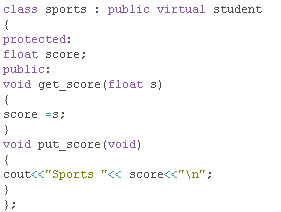 class sports : public virtual student
{
protected:
float score;
public:
void get_score(float s)
{
score =s;
}
void put_score(void)
{
cout<<"Sports "<< score<<"\n";
}
};